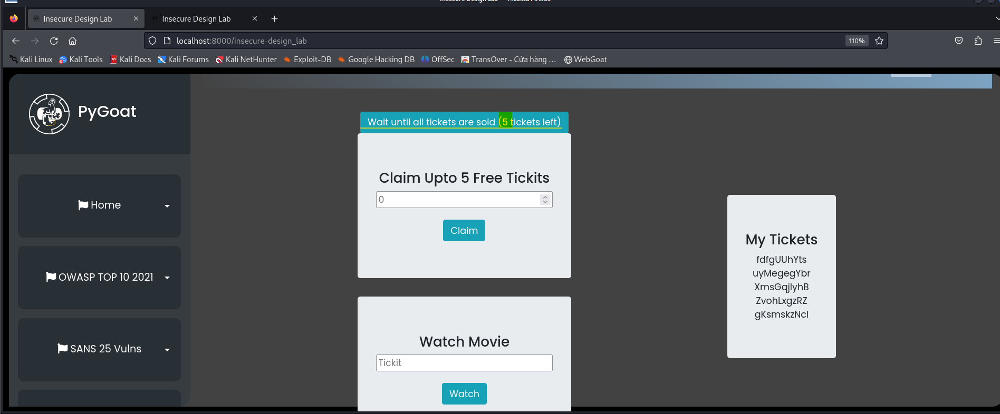 Insecure Design Lab — Mozilla Firefox
Insecure Design Lab
Insecure Design Lab
localhost:8000/insecure-design_lab
110%
Kali Linux Kali Tools Kali Docs Kali Forums Kali NetHunter Exploit-DB Google Hacking DB OffSec TransOver - Cửa hàng ... WebGoat
PyGoat
Home
OWASP TOP 10 2021
SANS 25 Vulns
Wait until all tickets are sold (5 tickets left)
Claim Upto 5 Free Tickits
0
Claim
Watch Movie
Tickit
Watch
My Tickets
fdfgUUhYts
uyMegegYbr
XmsGqjlyhB
ZvohLxgzRZ
gKsmskzNcI